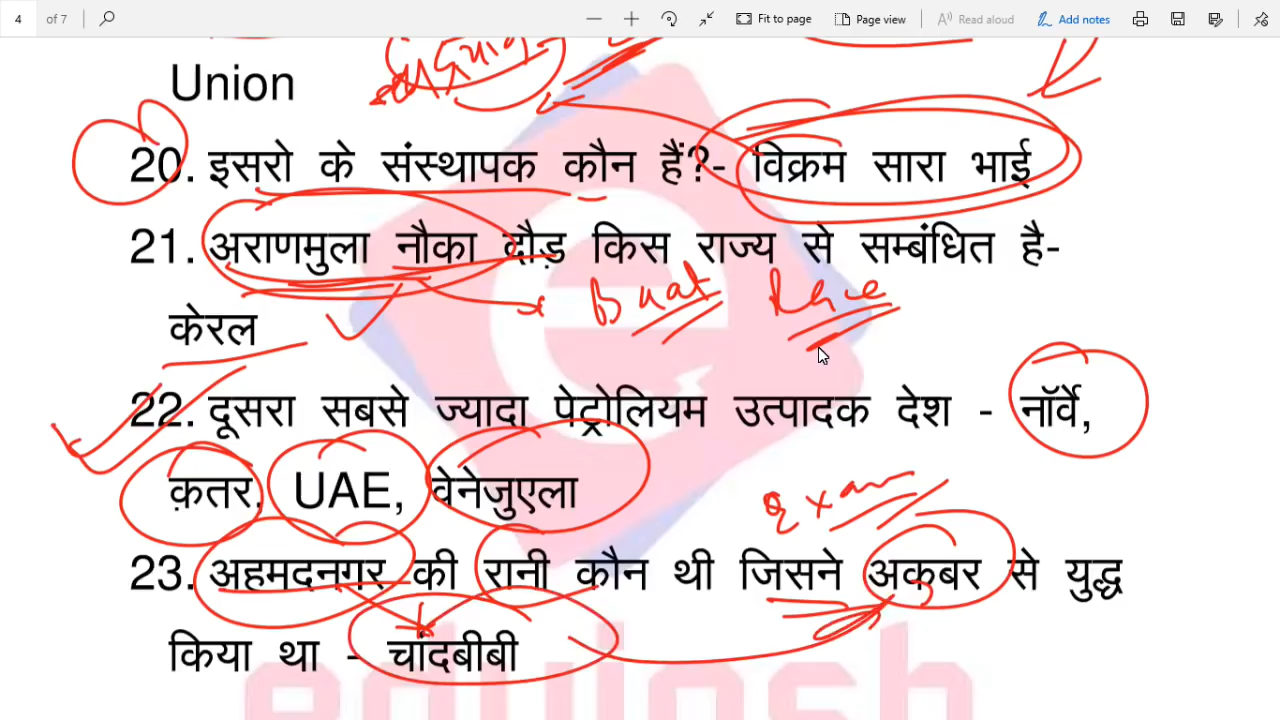 4 of 7 Fit to page Page view Read aloud Add notes
Union
20. इसरो के संस्थापक कौन हैं?- विक्रम सारा भाई
21. अराणमुला नौका दौड़ किस राज्य से सम्बंधित है-
Boat Race
केरल
22. दूसरा सबसे ज्यादा पेट्रोलियम उत्पादक देश - नॉर्वे,
क़तर, UAE, वेनेजुएला
Exam
23. अहमदनगर की रानी कौन थी जिसने अकबर से युद्ध
किया था - चांदबीबी
edujosh